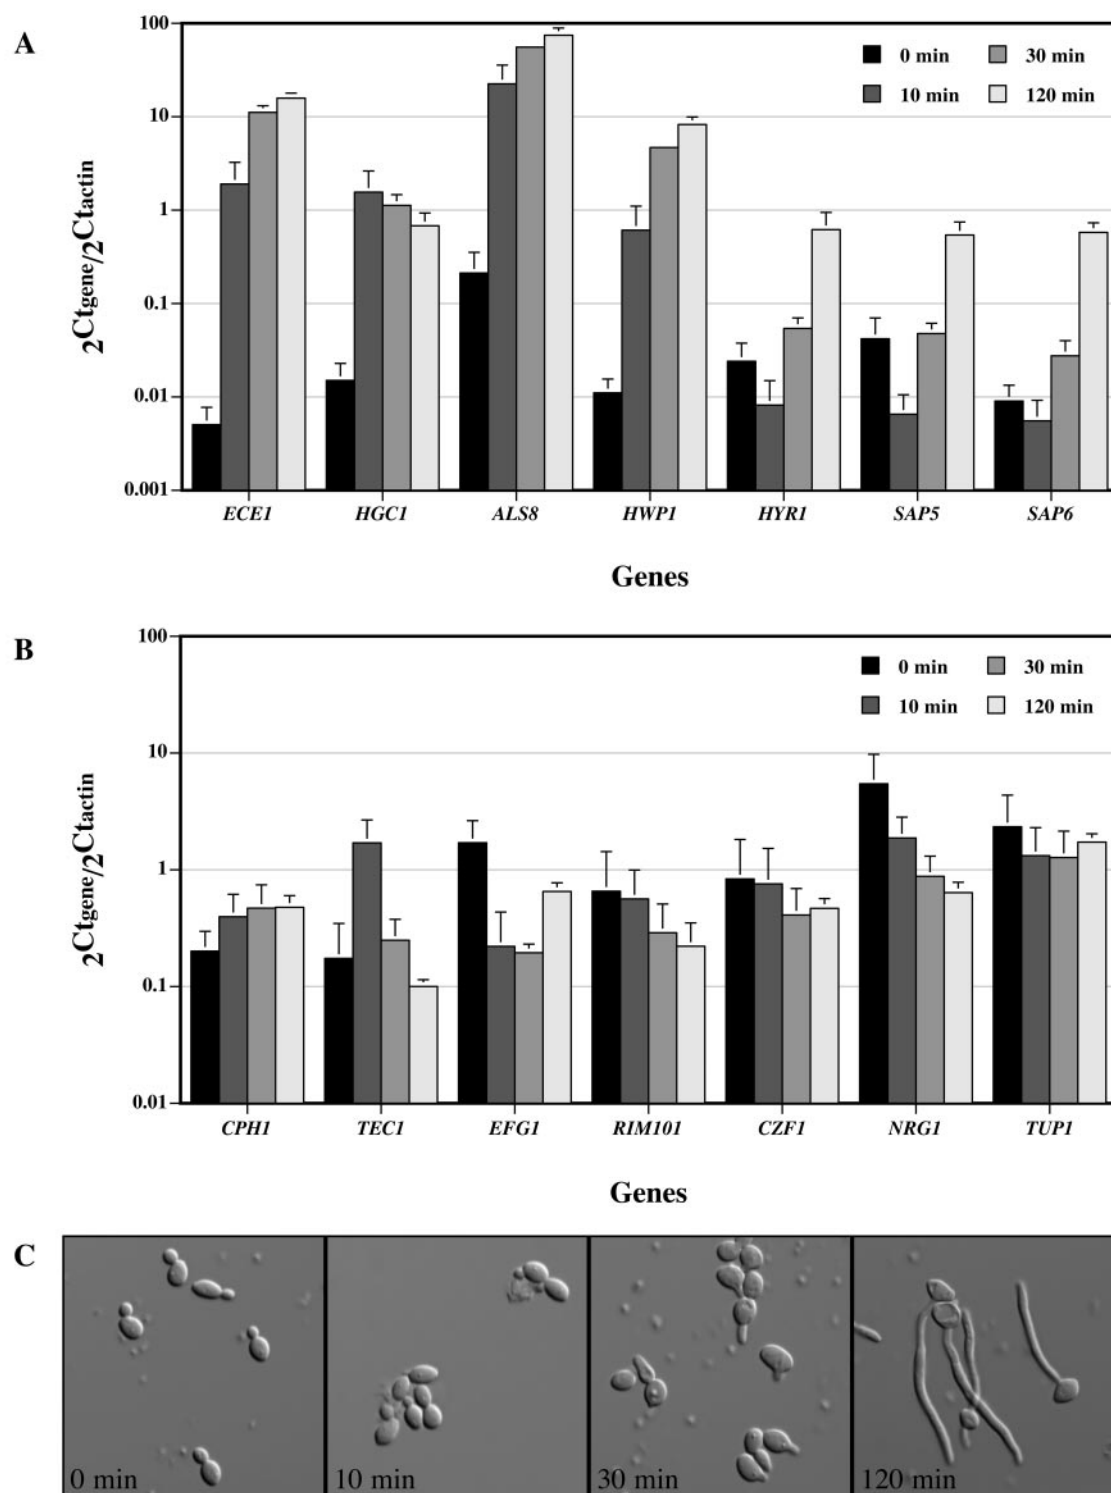 A
100
10
1
0.1
0.01
0.001
2Ctgene/2Ctactin
0 min
30 min
10 min
120 min
ECE1 HGC1 ALS8 HWP1 HYR1 SAP5 SAP6
Genes
B
100
10
1
0.1
0.01
2Ctgene/2Ctactin
0 min
30 min
10 min
120 min
CPH1 TEC1 EFG1 RIM101 CZF1 NRG1 TUP1
Genes
C
0 min 10 min 30 min 120 min